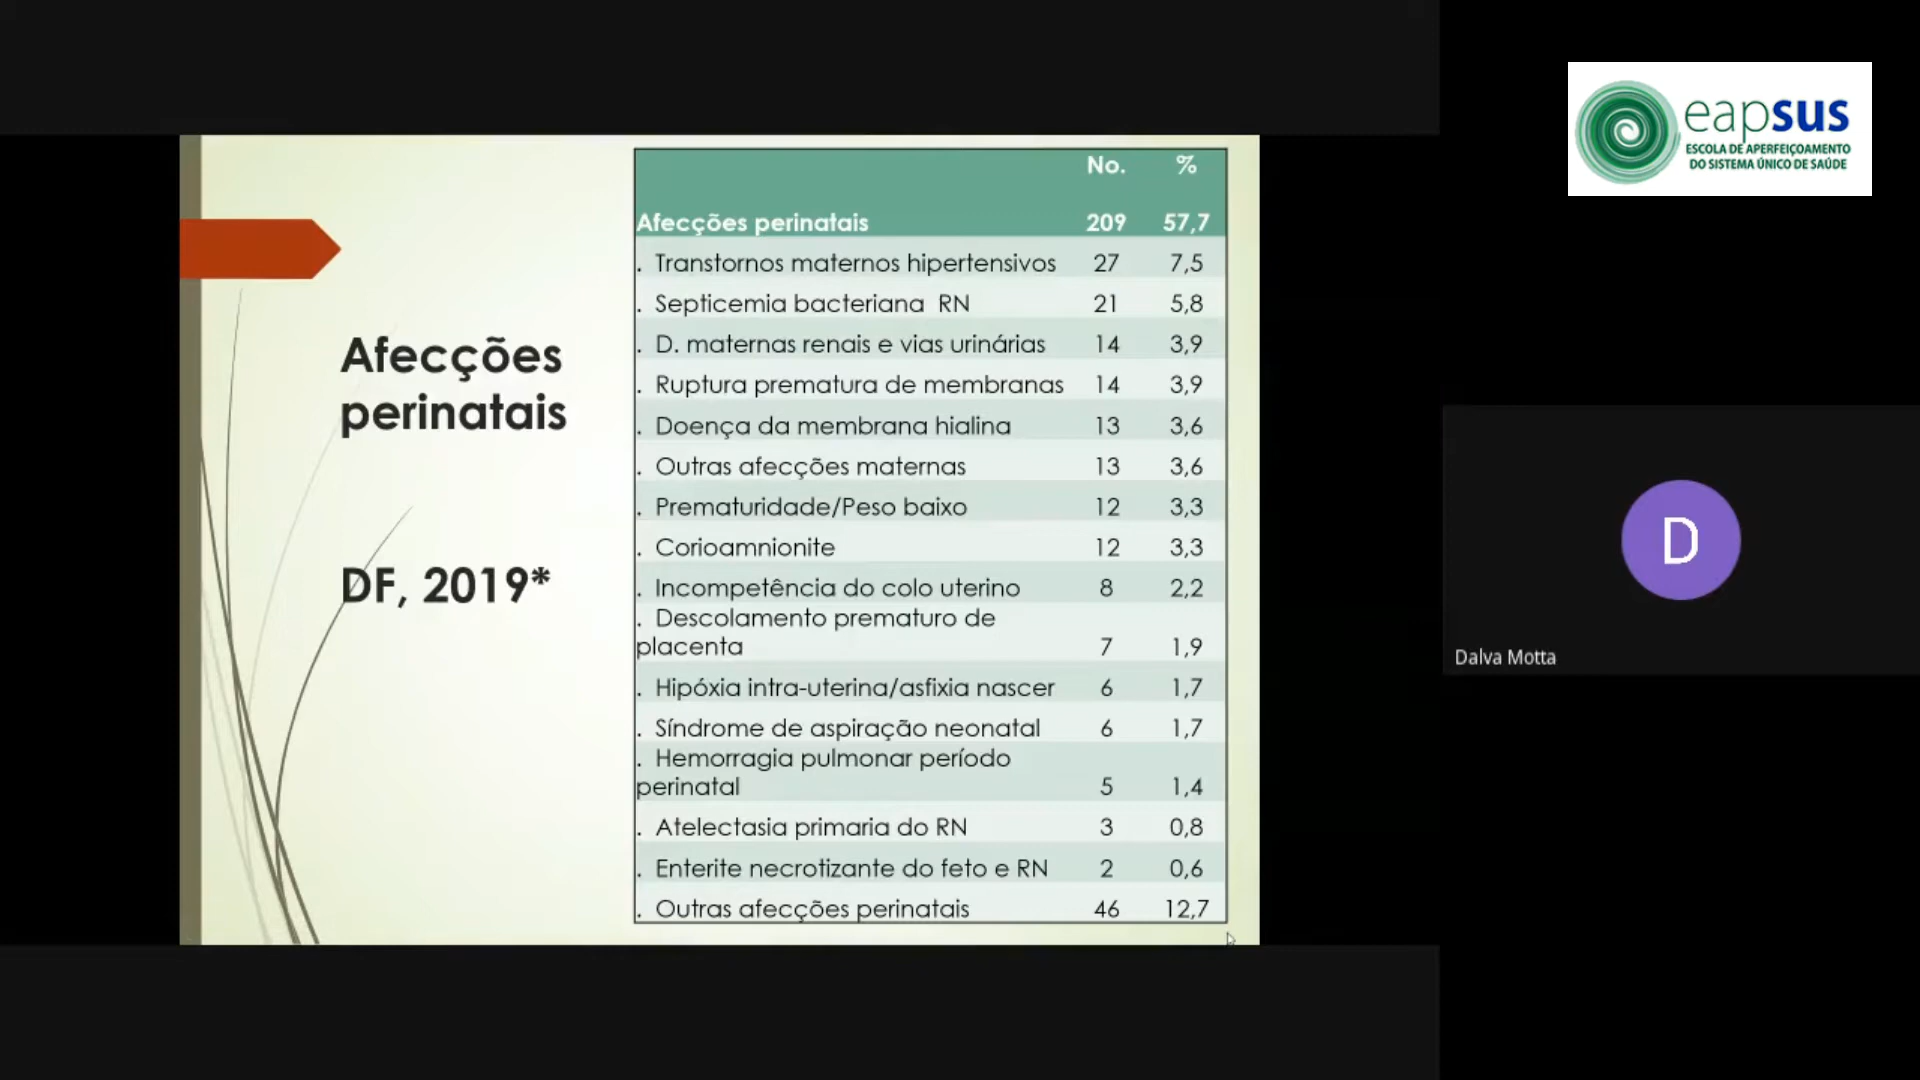 Afecções
perinatais
DF, 2019*
No. %
Afecções perinatais 209 57,7
. Transtornos maternos hipertensivos 27 7,5
. Septicemia bacteriana RN 21 5,8
. D. maternas renais e vias urinárias 14 3,9
. Ruptura prematura de membranas 14 3,9
. Doença da membrana hialina 13 3,6
. Outras afecções maternas 13 3,6
. Prematuridade/Peso baixo 12 3,3
. Corioamnionite 12 3,3
. Incompetência do colo uterino 8 2,2
. Descolamento prematuro de
placenta 7 1,9
. Hipóxia intra-uterina/asfixia nascer 6 1,7
. Síndrome de aspiração neonatal 6 1,7
. Hemorragia pulmonar período
perinatal 5 1,4
. Atelectasia primaria do RN 3 0,8
. Enterite necrotizante do feto e RN 2 0,6
. Outras afecções perinatais 46 12,7
eapsus
ESCOLA DE APERFEIÇOAMENTO
DO SISTEMA ÚNICO DE SAÚDE
D
Dalva Motta